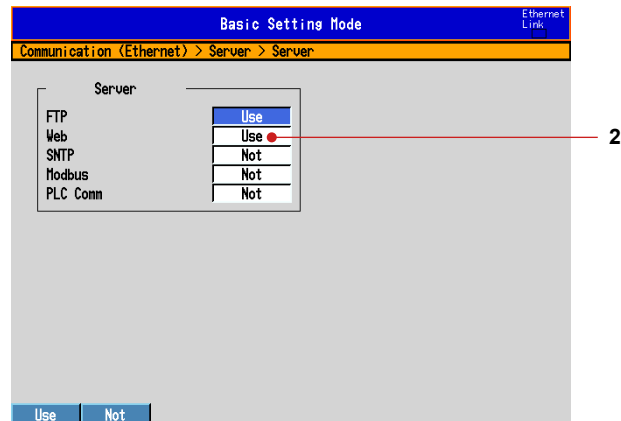 Basic Setting Mode
Ethernet
Link
Communication (Ethernet) > Server > Server
Server
FTP Use
Web Use
2
SNTP Not
Modbus Not
PLC Comm Not
Use Not